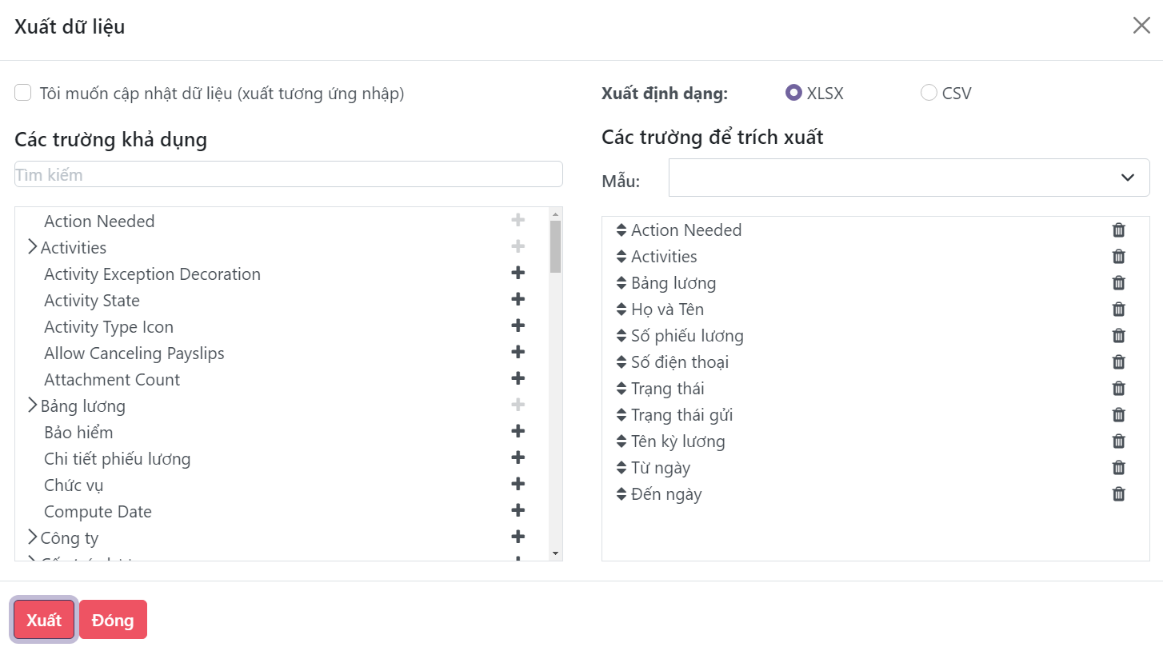 Xuất dữ liệu
Tôi muốn cập nhật dữ liệu (xuất tương ứng nhập)
Xuất định dạng:
XLSX
CSV
Các trường khả dụng
Tìm kiếm
Action Needed
Activities
Activity Exception Decoration
Activity State
Activity Type Icon
Allow Canceling Payslips
Attachment Count
Bảng lương
Bảo hiểm
Chi tiết phiếu lương
Chức vụ
Compute Date
Công ty
Các trường để trích xuất
Mẫu:
Action Needed
Activities
Bảng lương
Họ và Tên
Số phiếu lương
Số điện thoại
Trạng thái
Trạng thái gửi
Tên kỳ lương
Từ ngày
Đến ngày
Xuất
Đóng